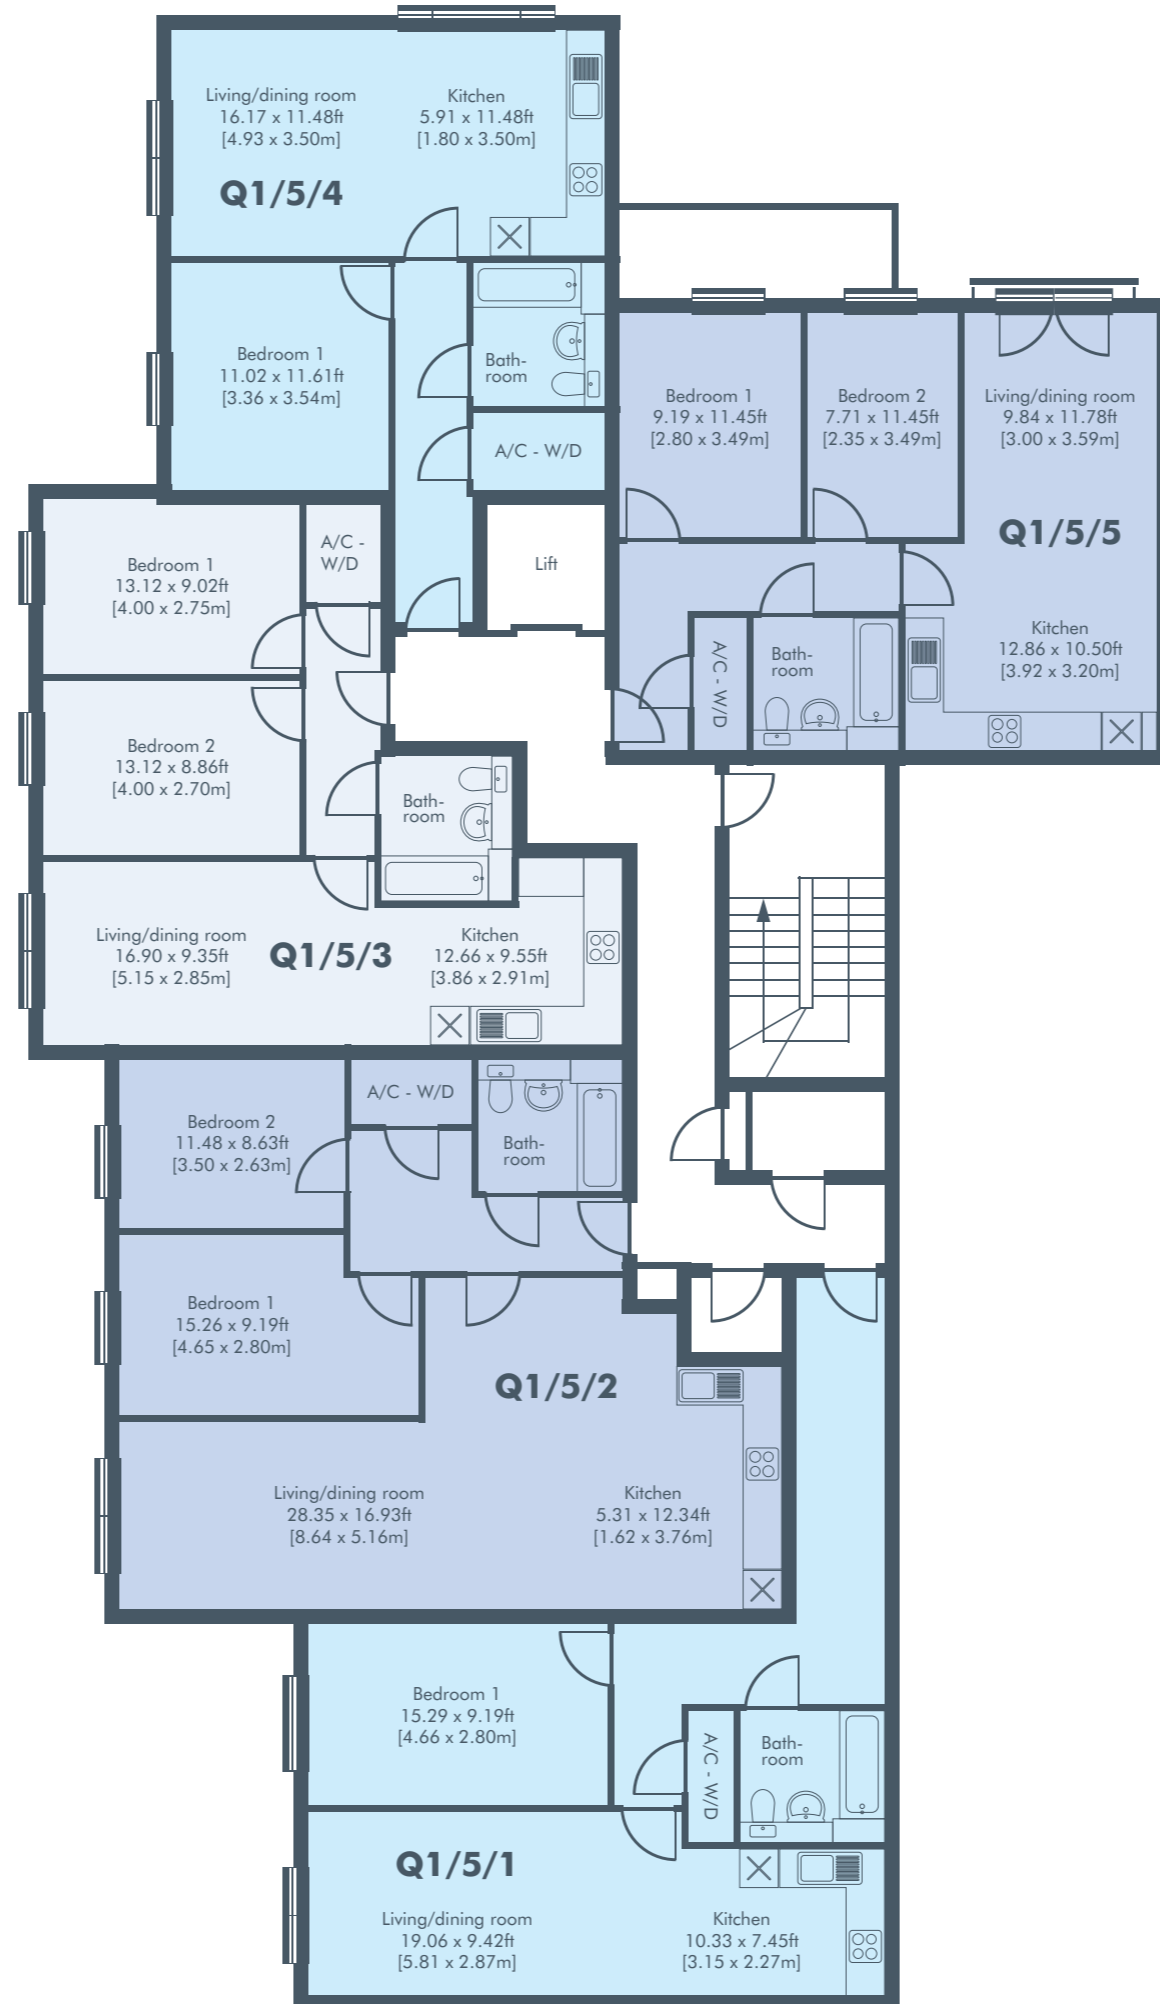 Living/dining room
16.17 x 11.48ft
[4.93 x 3.50m]
Kitchen
5.91 x 11.48ft
[1.80 x 3.50m]
Q1/5/4
Bedroom 1
11.02 x 11.61ft
[3.36 x 3.54m]
Bath-
room
A/C - W/D
Bedroom 1
9.19 x 11.45ft
[2.80 x 3.49m]
Bedroom 2
7.71 x 11.45ft
[2.35 x 3.49m]
Living/dining room
9.84 x 11.78ft
[3.00 x 3.59m]
Q1/5/5
Kitchen
12.86 x 10.50ft
[3.92 x 3.20m]
A/C - W/D
Bath-
room
Lift
Bedroom 1
13.12 x 9.02ft
[4.00 x 2.75m]
A/C -
W/D
Bedroom 2
13.12 x 8.86ft
[4.00 x 2.70m]
Bath-
room
Living/dining room
16.90 x 9.35ft
[5.15 x 2.85m]
Q1/5/3
Kitchen
12.66 x 9.55ft
[3.86 x 2.91m]
Bedroom 2
11.48 x 8.63ft
[3.50 x 2.63m]
A/C - W/D
Bath-
room
Bedroom 1
15.26 x 9.19ft
[4.65 x 2.80m]
Q1/5/2
Living/dining room
28.35 x 16.93ft
[8.64 x 5.16m]
Kitchen
5.31 x 12.34ft
[1.62 x 3.76m]
Bedroom 1
15.29 x 9.19ft
[4.66 x 2.80m]
A/C - W/D
Bath-
room
Q1/5/1
Living/dining room
19.06 x 9.42ft
[5.81 x 2.87m]
Kitchen
10.33 x 7.45ft
[3.15 x 2.27m]